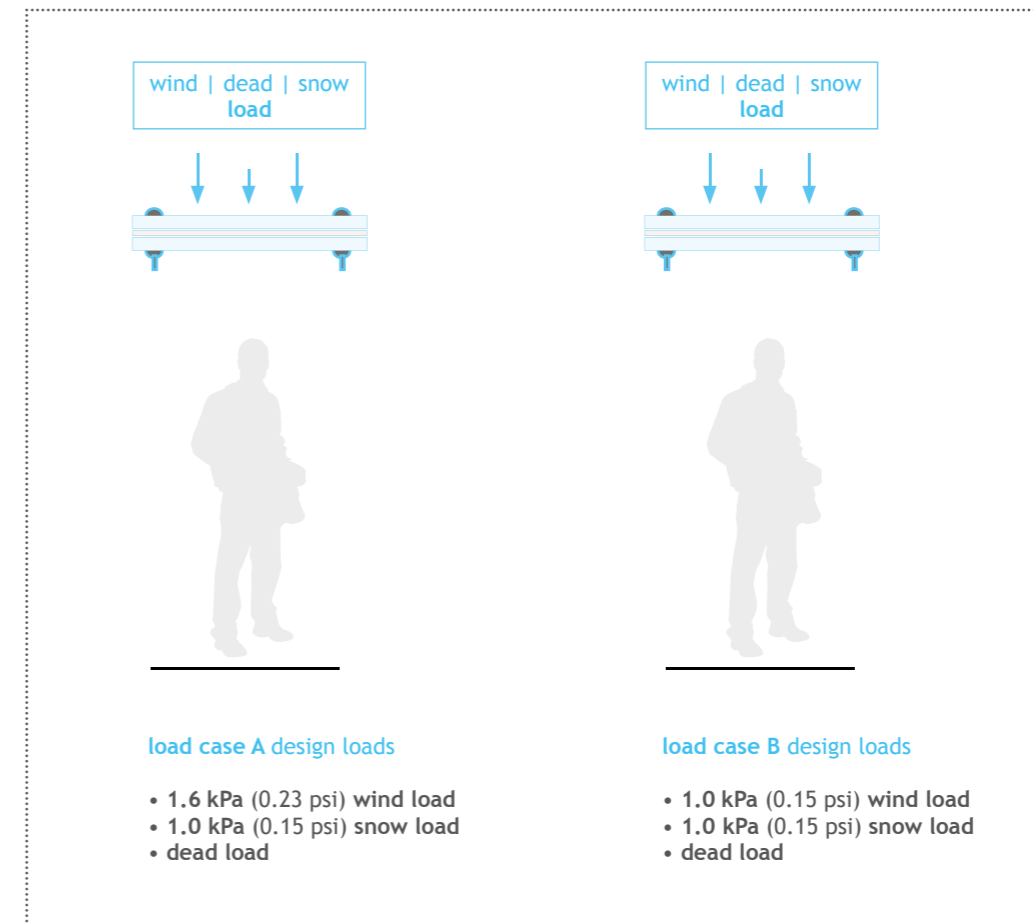 wind | dead | snow
load
wind | dead | snow
load
load case A design loads
• 1.6 kPa (0.23 psi) wind load
• 1.0 kPa (0.15 psi) snow load
• dead load
load case B design loads
• 1.0 kPa (0.15 psi) wind load
• 1.0 kPa (0.15 psi) snow load
• dead load